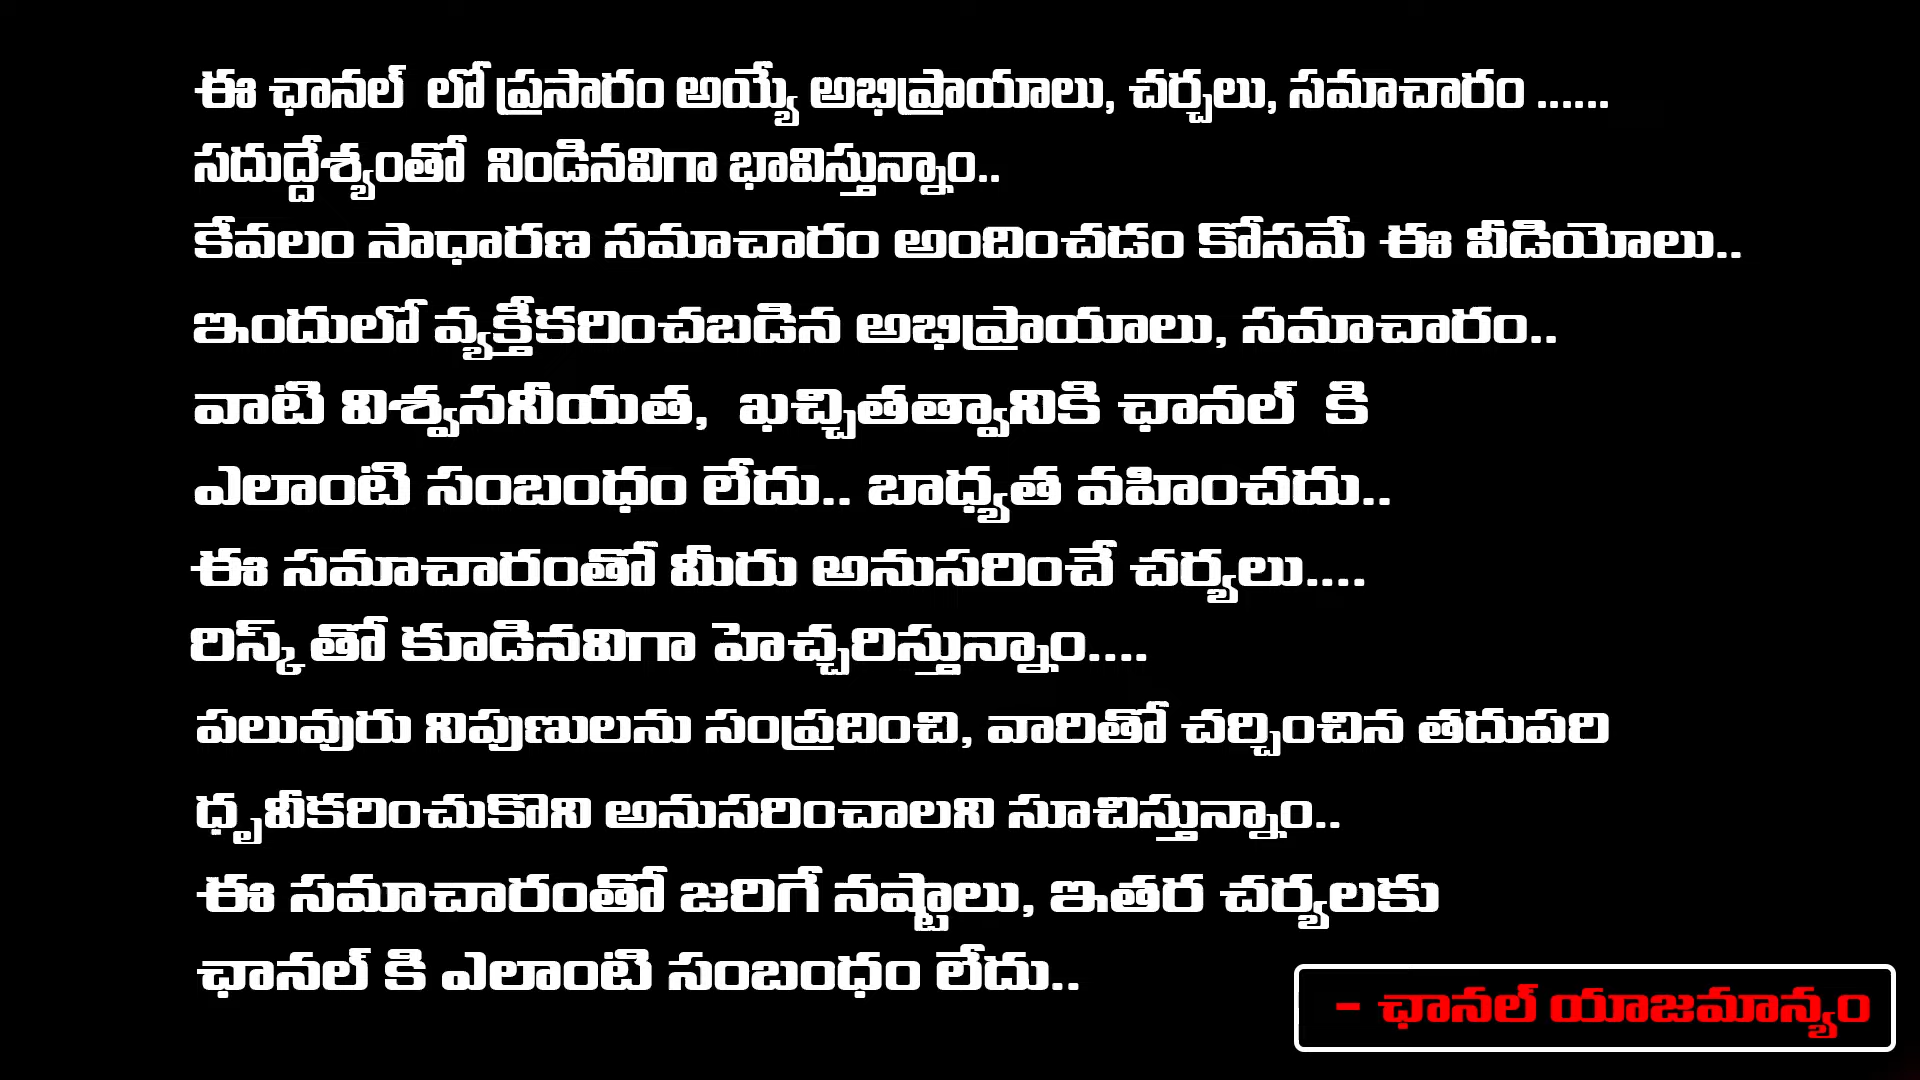 ఈ ఛానల్ లో ప్రసారం అయ్యే అభిప్రాయాలు, చర్చలు, సమాచారం ......
సదుద్దేశ్యంతో నిండినవిగా భావిస్తున్నాం..
కేవలం సాధారణ సమాచారం అందించడం కోసమే ఈ వీడియోలు..
ఇందులో వ్యక్తీకరించబడిన అభిప్రాయాలు, సమాచారం..
వాటి విశ్వసనీయత, ఖచ్చితత్వానికి ఛానల్ కి
ఎలాంటి సంబంధం లేదు.. బాధ్యత వహించదు..
ఈ సమాచారంతో మీరు అనుసరించే చర్యలు....
రిస్క్ తో కూడినవిగా హెచ్చరిస్తున్నాం....
పలువురు నిపుణులను సంప్రదించి, వారితో చర్చించిన తదుపరి
ధృవీకరించుకొని అనుసరించాలని సూచిస్తున్నాం..
ఈ సమాచారంతో జరిగే నష్టాలు, ఇతర చర్యలకు
ఛానల్ కి ఎలాంటి సంబంధం లేదు..
- ఛానల్ యాజమాన్యం